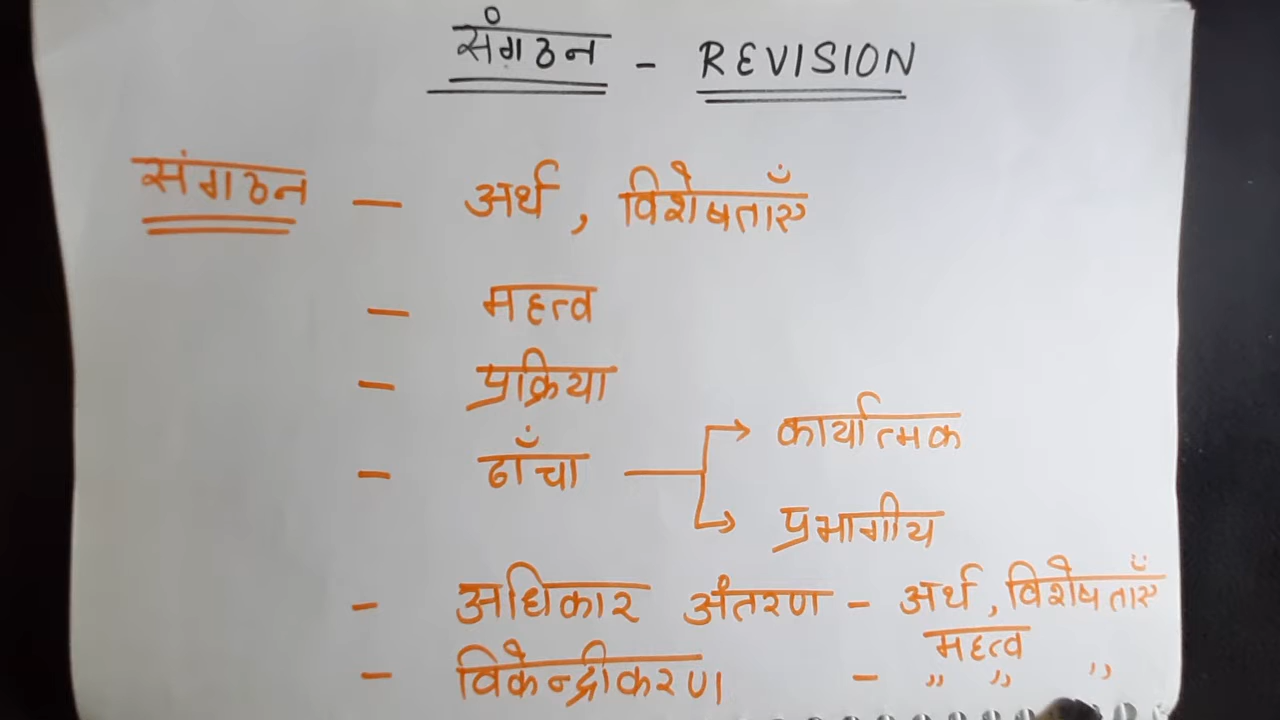 संगठन - REVISION
संगठन - अर्थ, विशेषताएँ
- महत्व
- प्रक्रिया
- ढाँचा → कार्यात्मक
→ प्रभागीय
- अधिकार अंतरण - अर्थ, विशेषताएँ
महत्व
- विकेन्द्रीकरण - ,, ,, ,,